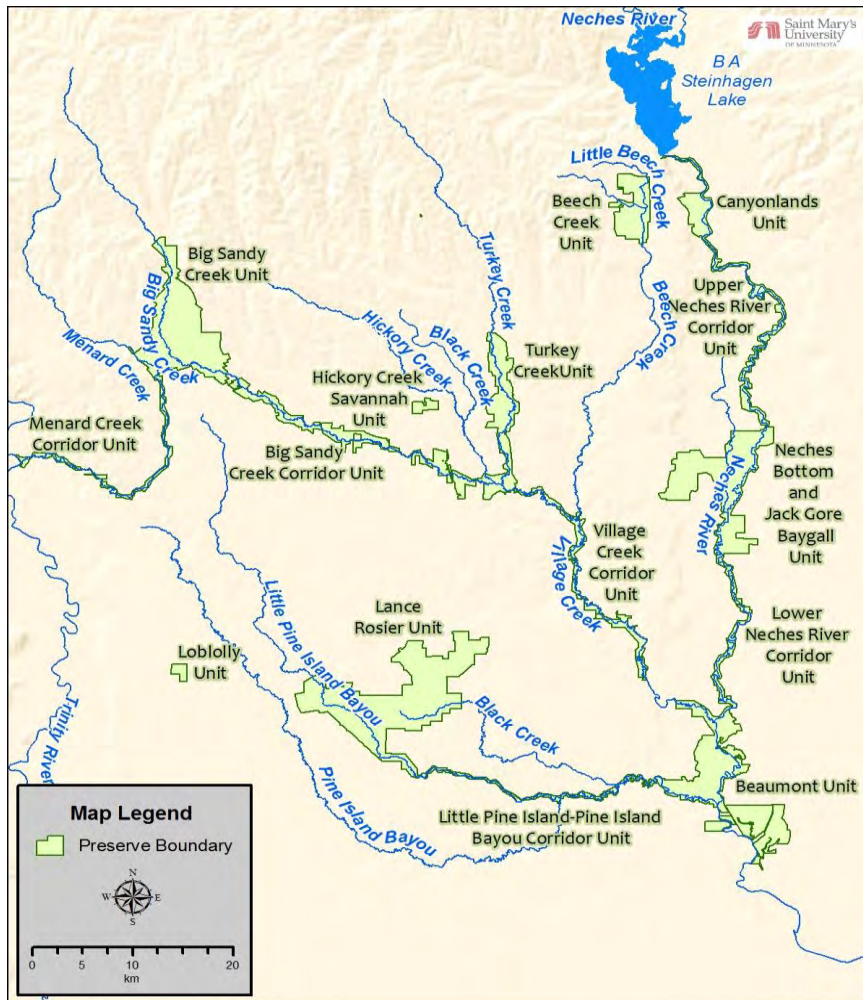 Neches River
Saint Mary's
University
OF MINNESOTA
B A
Steinhagen
Lake
Little Beech Creek
Beech
Creek
Unit
Canyonlands
Unit
Big Sandy
Creek Unit
Turkey Creek
Upper
Neches River
Corridor
Unit
Big Sandy Creek
Beech Creek
Hickory Creek
Black Creek
Menard Creek
Turkey
CreekUnit
Hickory Creek
Savannah
Unit
Menard Creek
Corridor Unit
Big Sandy
Creek Corridor Unit
Neches River
Neches
Bottom
and
Jack Gore
Baygall
Unit
Village
Creek
Corridor
Unit
Village Creek
Little Pine Island Bayou
Lance
Rosier Unit
Lower
Neches River
Corridor
Unit
Loblolly
Unit
Trinity River
Black Creek
Pine Island Bayou
Beaumont Unit
Little Pine Island-Pine Island
Bayou Corridor Unit
Map Legend
Preserve Boundary
N
W E
S
0 5 10 20
km